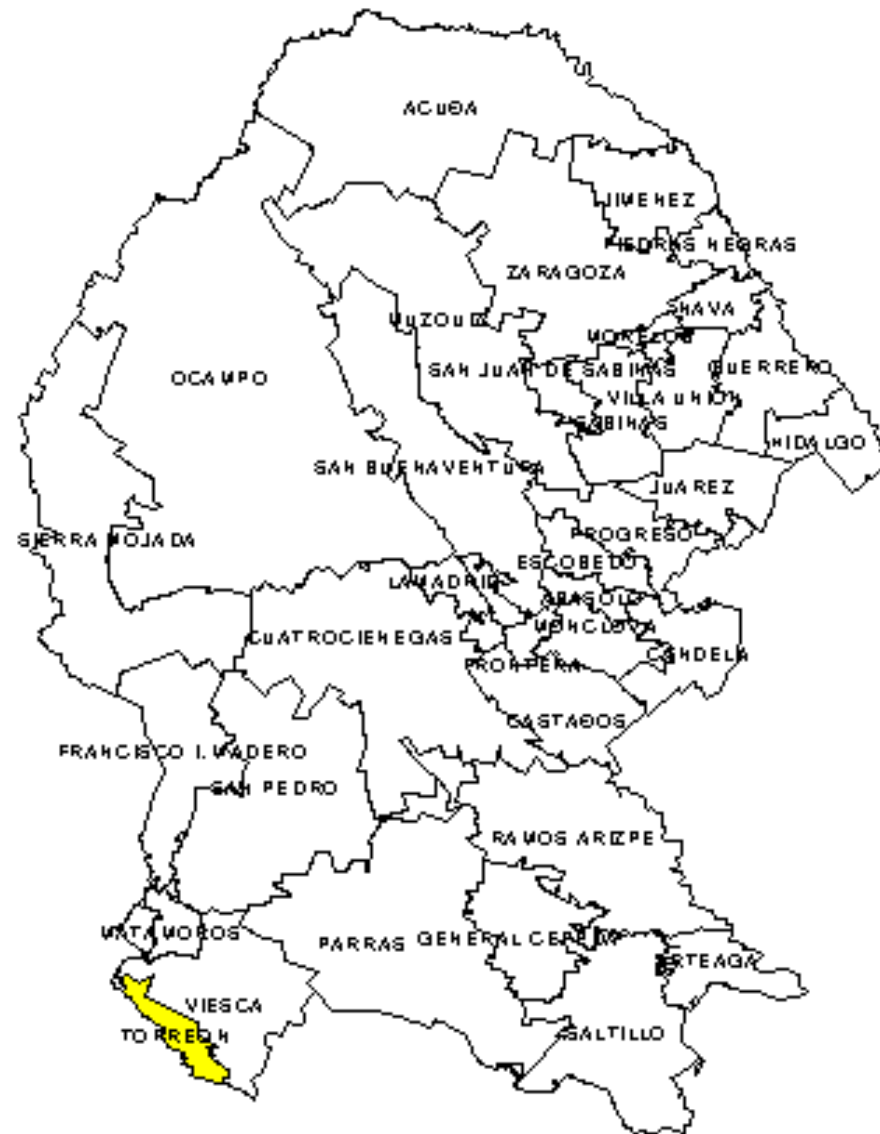 ACUÐA
JIMENEZ
PIEDRAS NEGRAS
ZARAGOZA
NAVA
MUZQUIZ
MORELOS
SAN JUAN DE SABINAS
GUERRERO
OCAMPO
VILLA UNION
SABINAS
HIDALGO
SAN BUENAVENTURA
JUAREZ
SIERRA MOJADA
PROGRESO
ESCOBEDO
LAMADRID
ABASOLO
MONCLOVA
CUATROCIENEGAS
CANDELA
FRONTERA
CASTAÐOS
FRANCISCO I. MADERO
SAN PEDRO
RAMOS ARIZPE
MATAMOROS
PARRAS
GENERAL CEPEDA
ARTEAGA
VIESCA
TORREON
SALTILLO